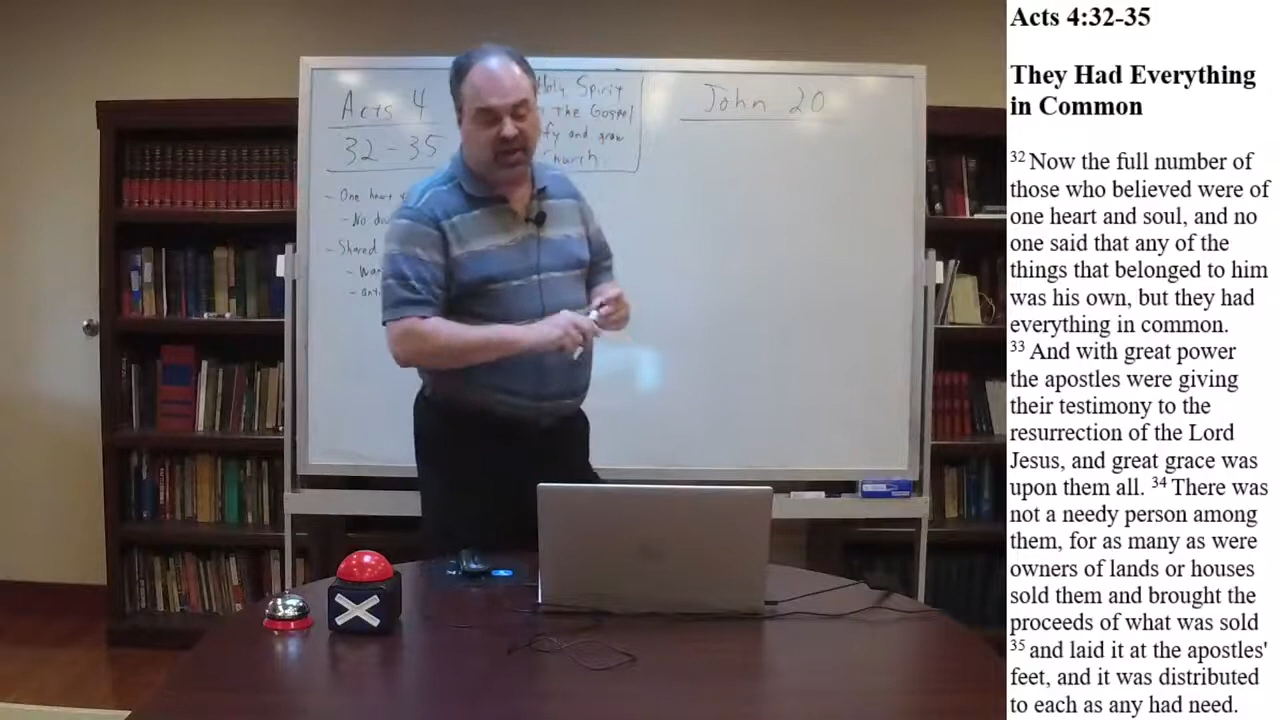 Acts 4
32-35
- One heart
- No
- Shared
-
-
Holy Spirit
The Gospel
and grow
John 20
Acts 4:32-35
They Had Everything
in Common
32 Now the full number of
those who believed were of
one heart and soul, and no
one said that any of the
things that belonged to him
was his own, but they had
everything in common.
33 And with great power
the apostles were giving
their testimony to the
resurrection of the Lord
Jesus, and great grace was
upon them all. 34 There was
not a needy person among
them, for as many as were
owners of lands or houses
sold them and brought the
proceeds of what was sold
35 and laid it at the apostles'
feet, and it was distributed
to each as any had need.